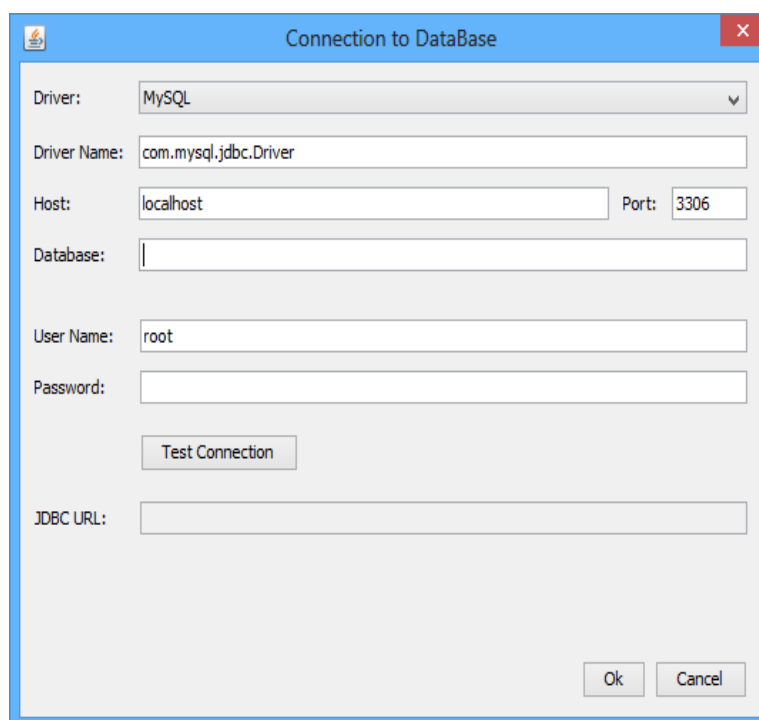 Connection to DataBase
Driver: MySQL
Driver Name: com.mysql.jdbc.Driver
Host: localhost Port: 3306
Database:
User Name: root
Password:
Test Connection
JDBC URL:
Ok Cancel